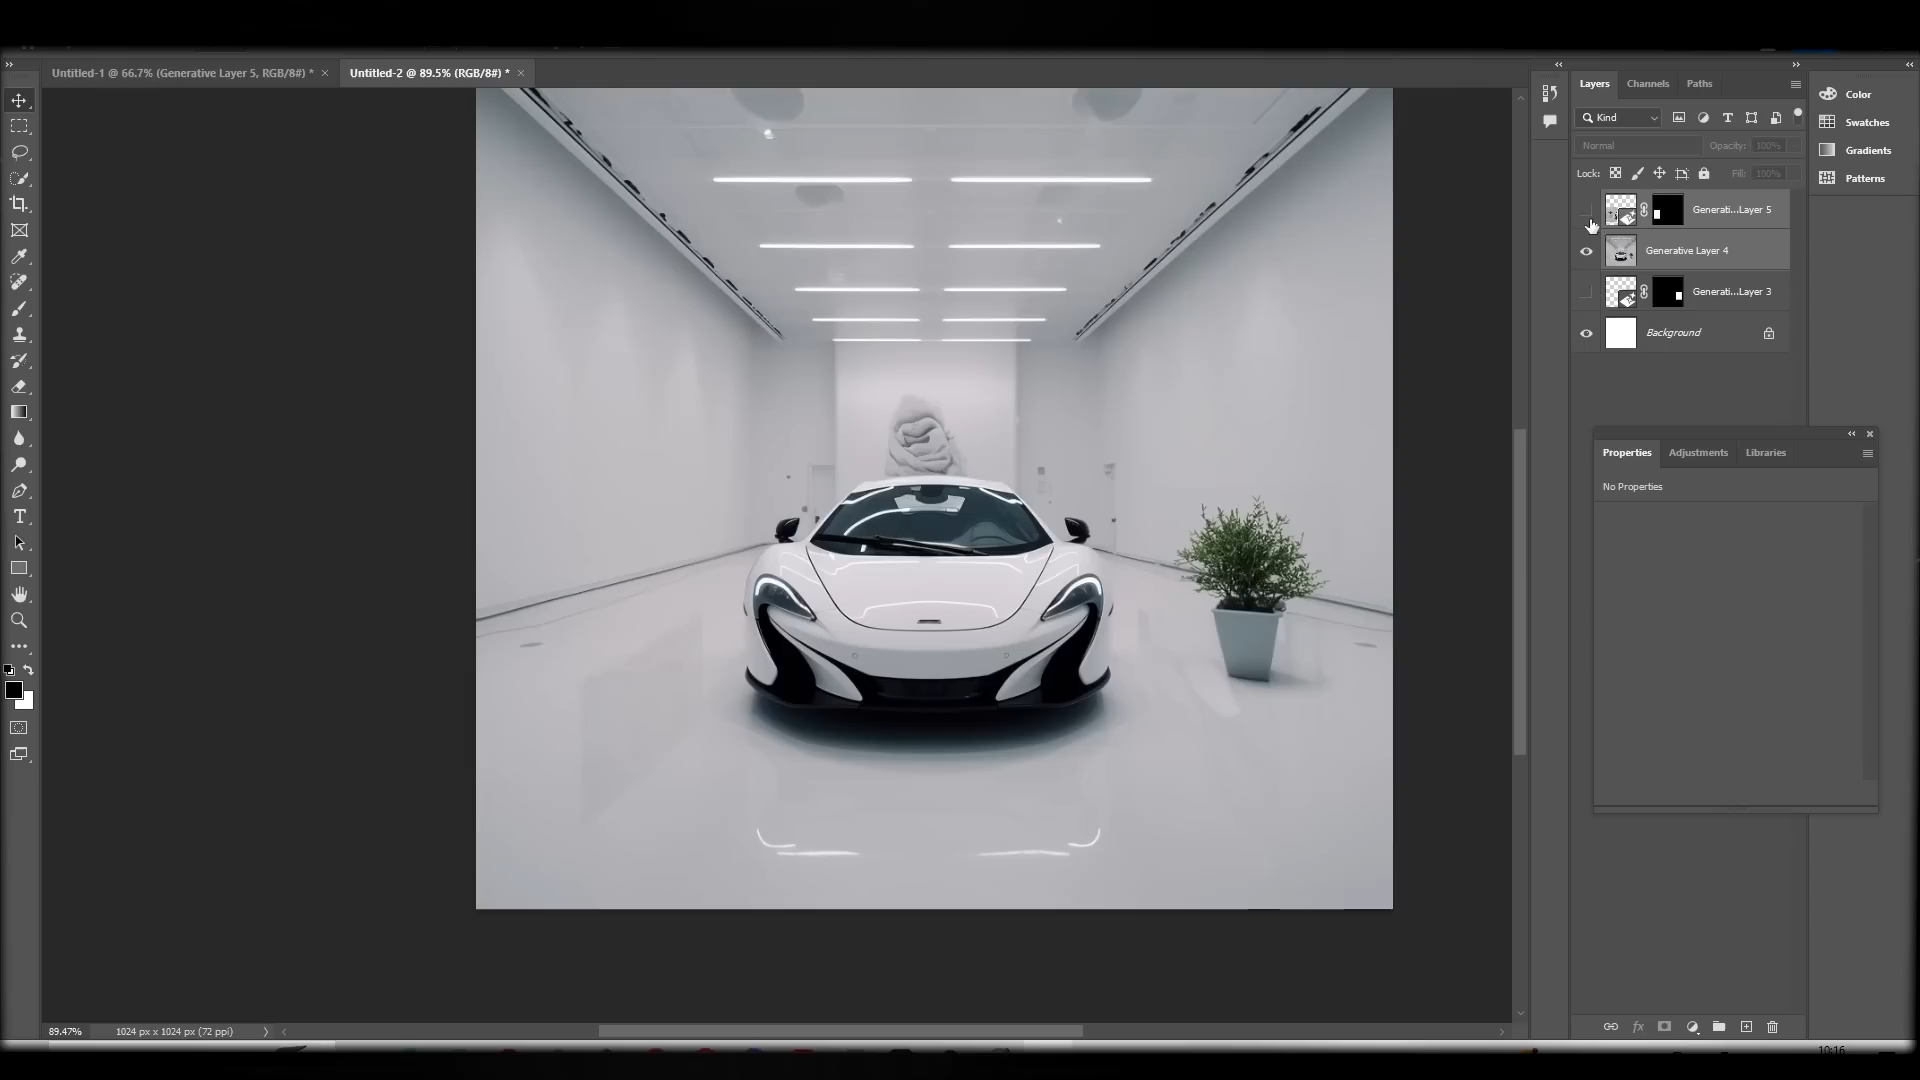 Untitled-1 @ 66.7% (Generative Layer 5, RGB/8#) *
Untitled-2 @ 89.5% (RGB/8#) *
Layers
Channels
Paths
Kind
Normal
Opacity: 100%
Lock:
Fill: 100%
Generati...Layer 5
Generative Layer 4
Generati...Layer 3
Background
Color
Swatches
Gradients
Patterns
Properties
Adjustments
Libraries
No Properties
89.47%
1024 px x 1024 px (72 ppi)
10:16